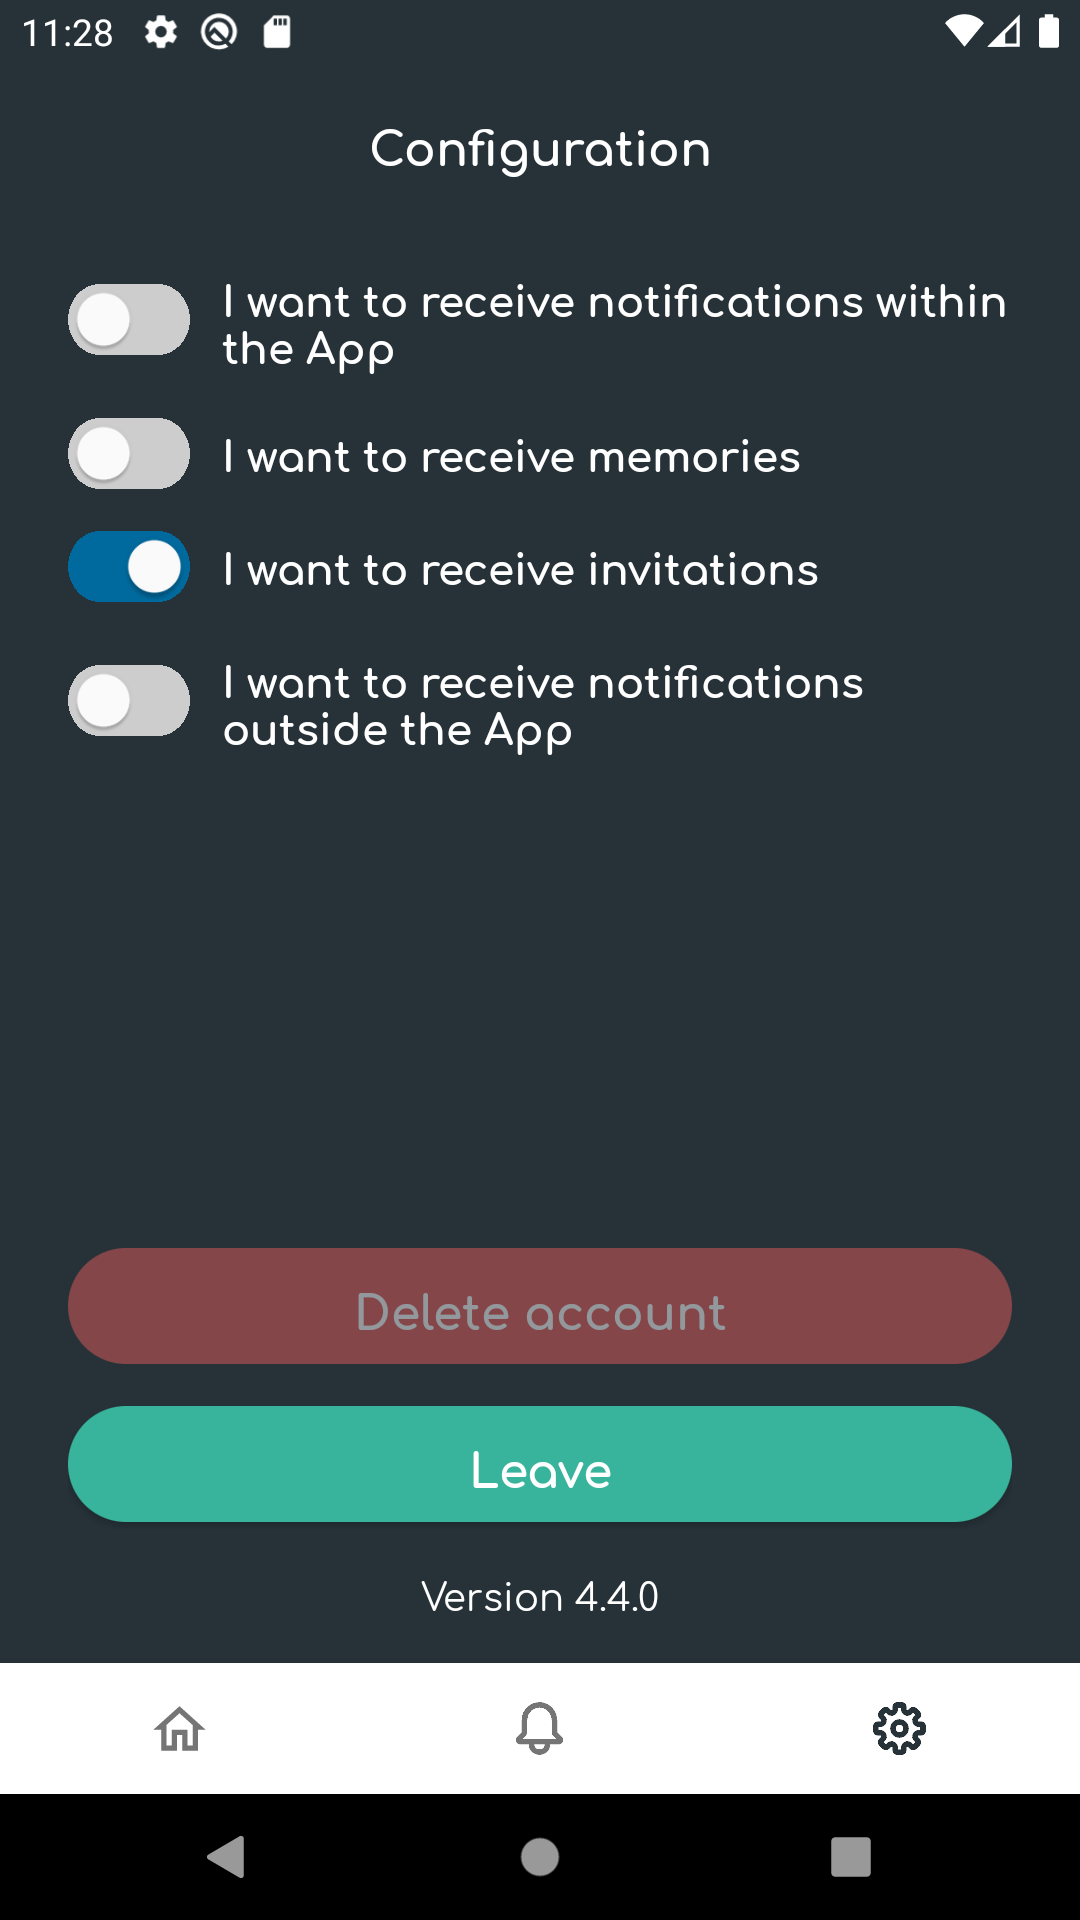 11:28
Configuration
I want to receive notifications within
the App
I want to receive memories
I want to receive invitations
I want to receive notifications
outside the App
Delete account
Leave
Version 4.4.0